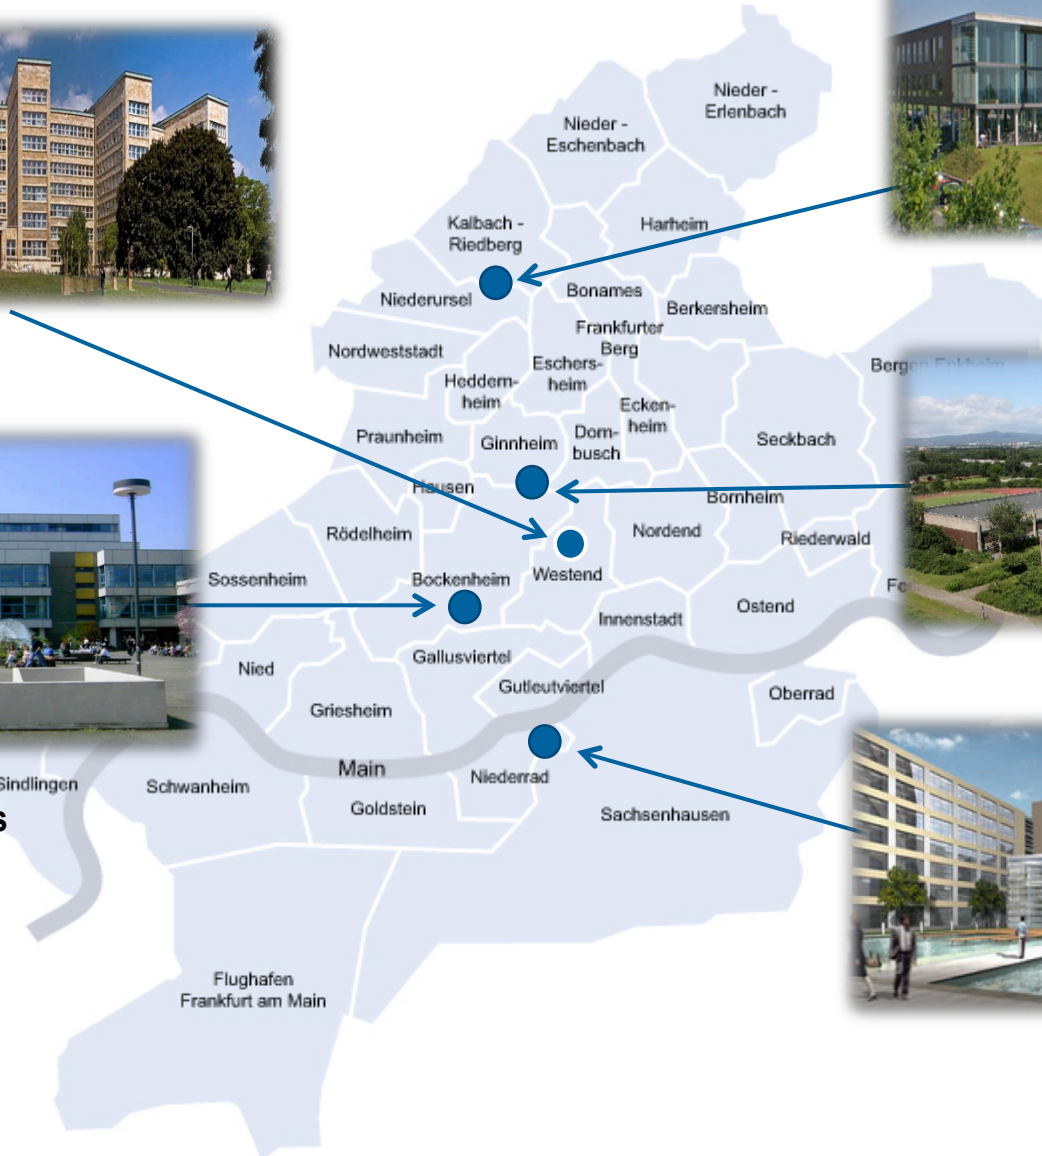 Nieder -
Erlenbach
Nieder -
Eschenbach
Kalbach -
Riedberg
Harheim
Niederursel
Bonames
Berkersheim
Frankfurter
Berg
Nordweststadt
Eschers-
heim
Heddern-
heim
Ecken-
heim
Praunheim
Ginnheim
Dorn-
busch
Seckbach
Hausen
Bornheim
Rödelheim
Nordend
Riederwald
Sossenheim
Bockenheim
Westend
Ostend
Innenstadt
Nied
Gallusviertel
Gutleutviertel
Oberrad
Griesheim
Main
Niederrad
Sindlingen
Schwanheim
Goldstein
Sachsenhausen
s
Flughafen
Frankfurt am Main